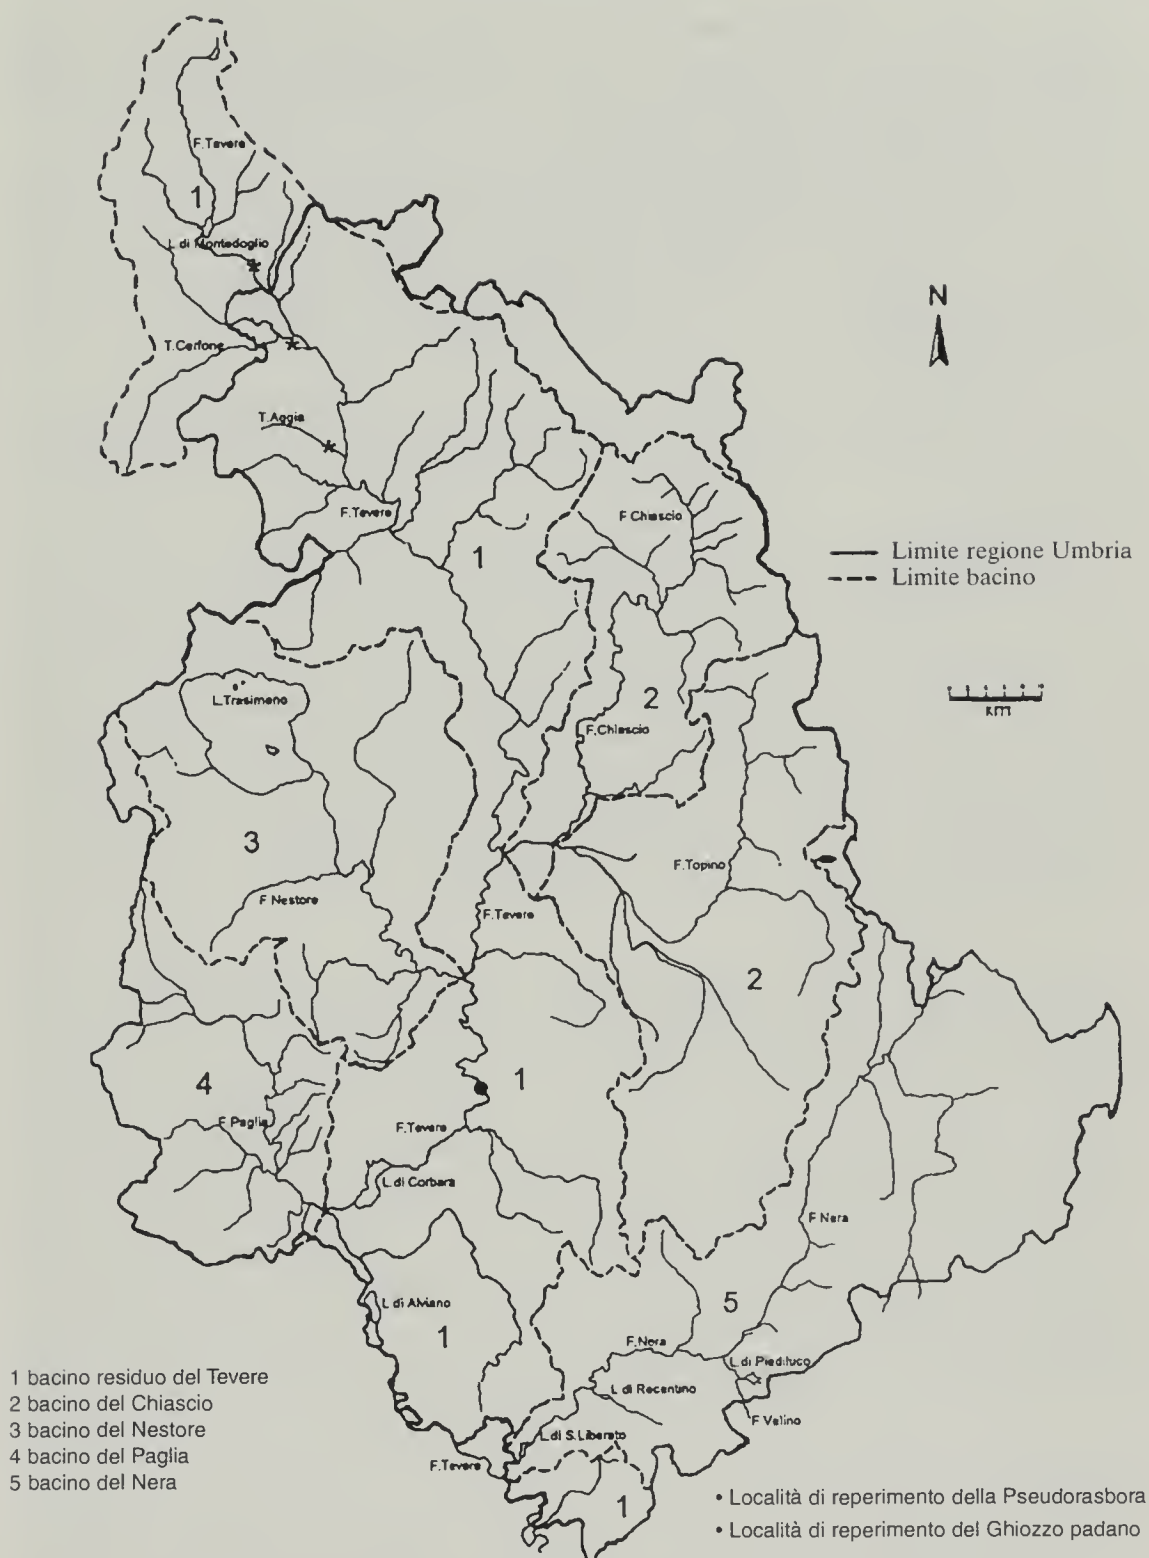 F.Tevere
1
L di Montedoglio
N
T.Cerfone
T.Aggia
F.Tevere
F Chiascio
1
Limite regione Umbria
Limite bacino
L.Trasimeno
2
F.Chiascio
KM
3
F.Topino
F Nestore
F.Tevere
2
4
1
F.Paglia
F.Tevere
L.di Corbara
F Nera
L di Alviano
5
1
F.Nera
L.di Piediluco
1 bacino residuo del Tevere
L di Recentino
2 bacino del Chiascio
F Velino
3 bacino del Nestore
L.di S.Liberato
4 bacino del Paglia
F.Tevere
5 bacino del Nera
1
• Località di reperimento della Pseudorasbora
• Località di reperimento del Ghiozzo padano